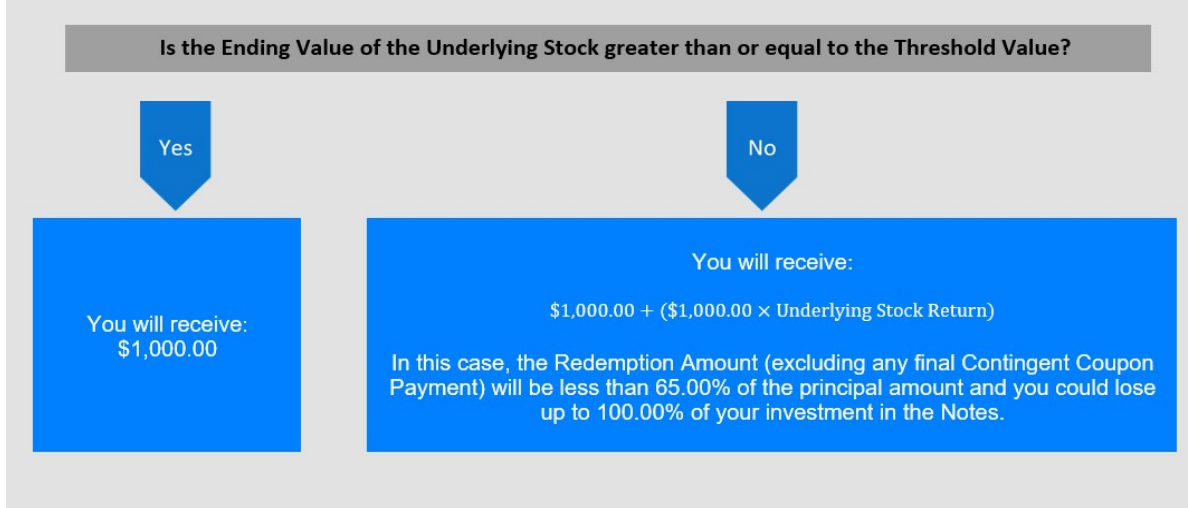 Is the Ending Value of the Underlying Stock greater than or equal to the Threshold Value?
Yes
No
You will receive:
$1,000.00
You will receive:
$1,000.00 + ($1,000.00 × Underlying Stock Return)
In this case, the Redemption Amount (excluding any final Contingent Coupon
Payment) will be less than 65.00% of the principal amount and you could lose
up to 100.00% of your investment in the Notes.